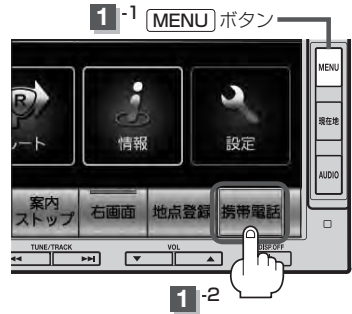 1 -1 MENU ボタン
MENU
現在地
AUDIO
R
ート
情報
設定
案内
ストップ
右画面
地点登録
携帯電話
TUNE/TRACK
VOL
DISP.OFF
1 -2